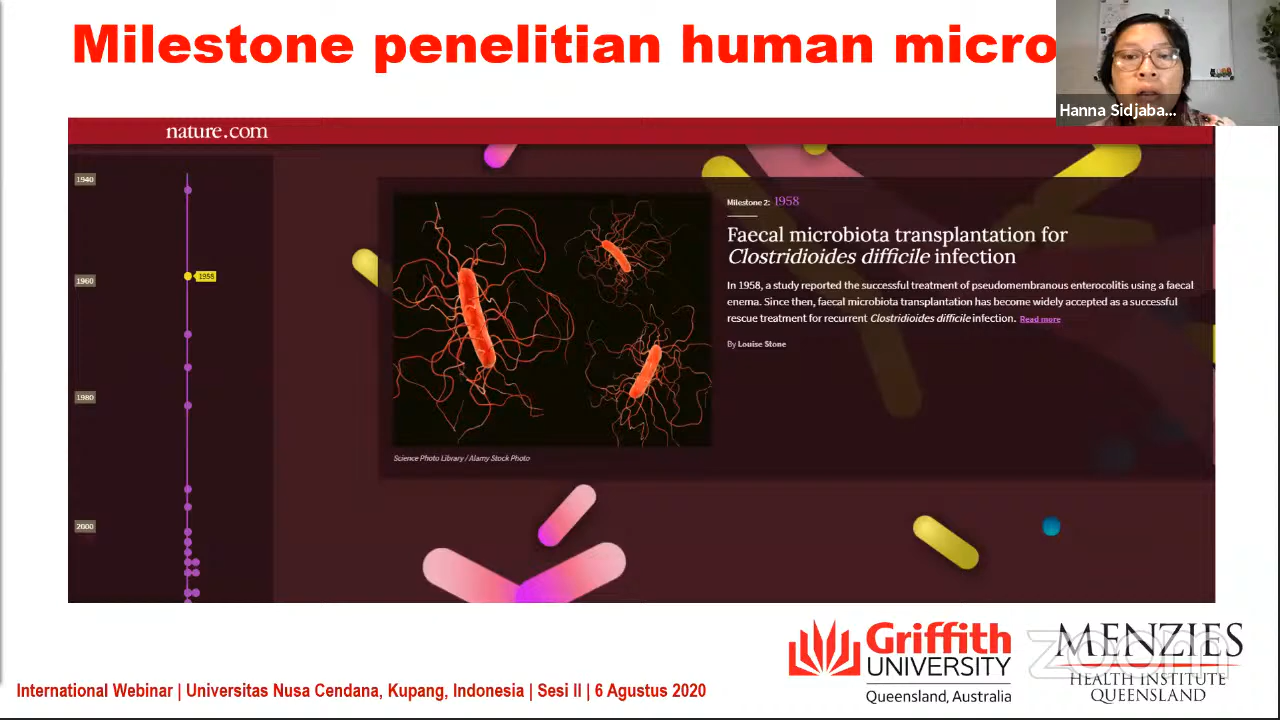 Milestone penelitian human micro
Hanna Sidjaba...
nature.com
1940
1958
1960
1980
2000
Milestone 2: 1958
Faecal microbiota transplantation for
Clostridioides difficile infection
In 1958, a study reported the successful treatment of pseudomembranous enterocolitis using a faecal
enema. Since then, faecal microbiota transplantation has become widely accepted as a successful
rescue treatment for recurrent Clostridioides difficile infection. Read more
By Louise Stone
Science Photo Library / Alamy Stock Photo
Griffith
UNIVERSITY
Queensland, Australia
MENZIES
HEALTH INSTITUTE
QUEENSLAND
zoom
International Webinar | Universitas Nusa Cendana, Kupang, Indonesia | Sesi II | 6 Agustus 2020